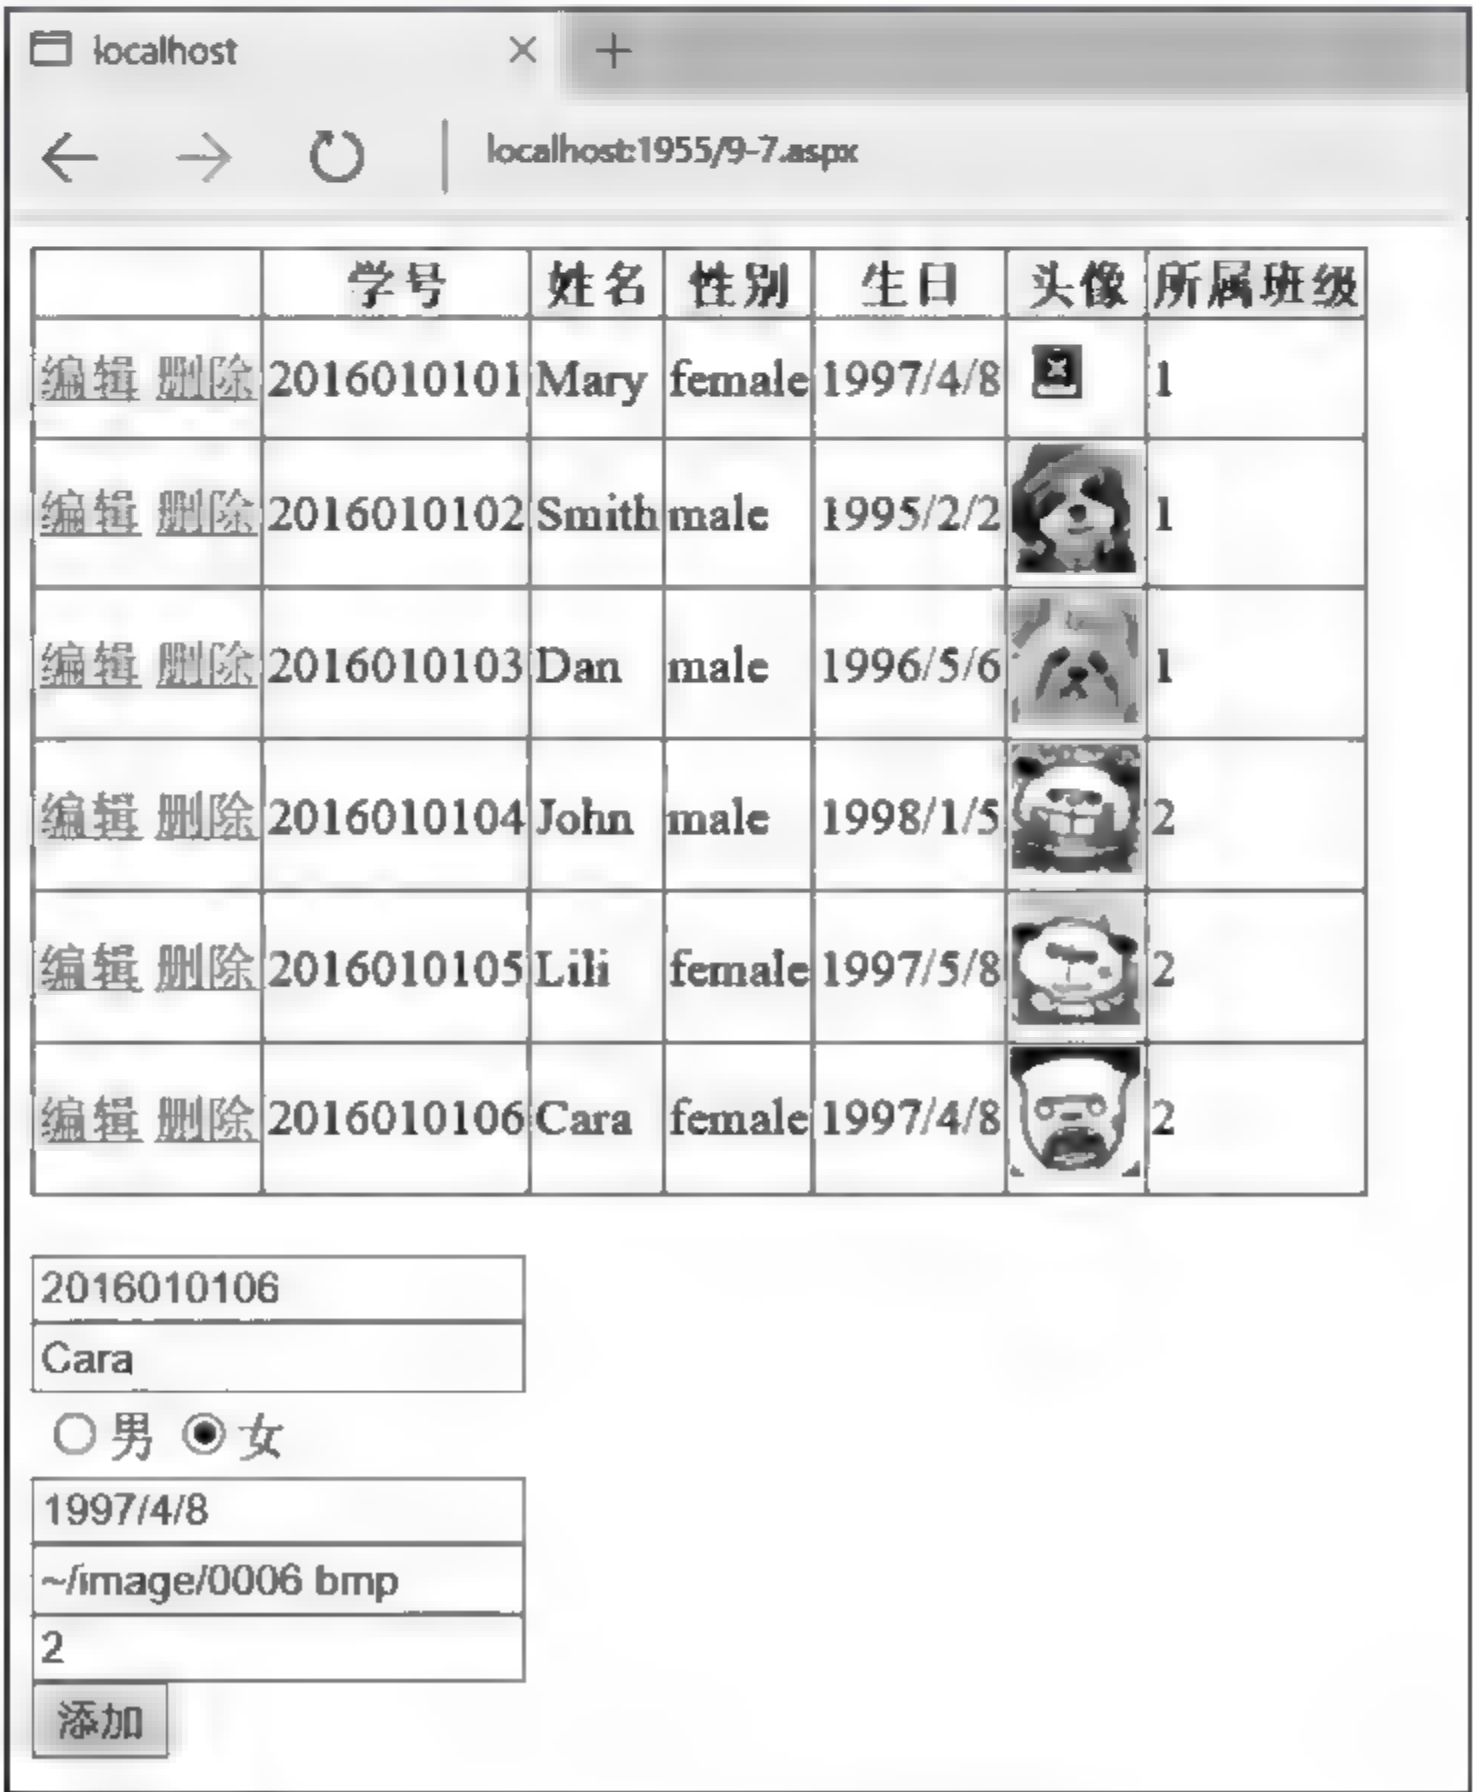 localhost
localhost:1955/9-7.aspx
学号 姓名 性别 生日 头像 所属班级
编辑 删除 2016010101 Mary female 1997/4/8 1
编辑 删除 2016010102 Smith male 1995/2/2 1
编辑 删除 2016010103 Dan male 1996/5/6 1
编辑 删除 2016010104 John male 1998/1/5 2
编辑 删除 2016010105 Lili female 1997/5/8 2
编辑 删除 2016010106 Cara female 1997/4/8 2
2016010106
Cara
男 女
1997/4/8
~/image/0006 bmp
2
添加